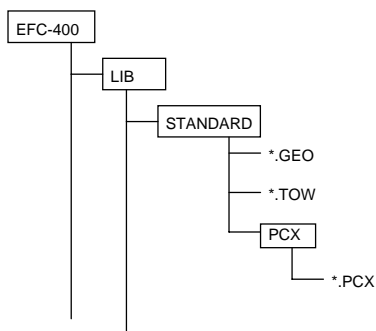 EFC-400
LIB
STANDARD
*.GEO
*.TOW
PCX
*.PCX